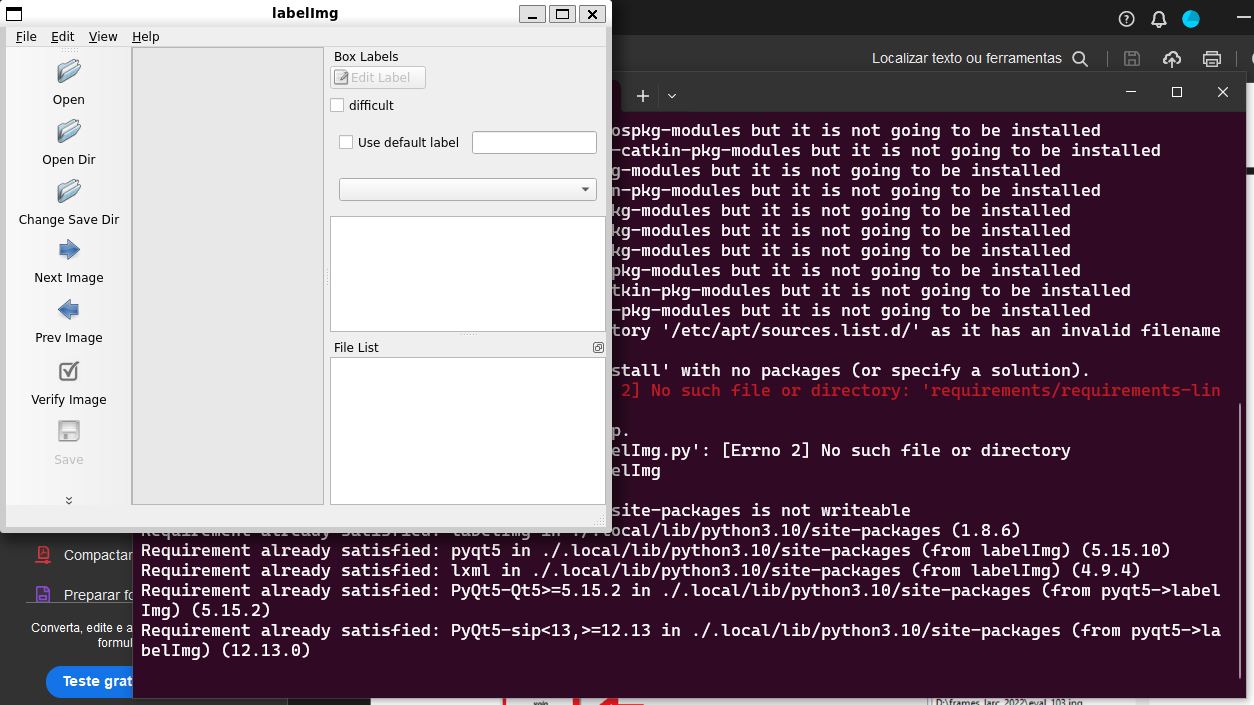 labelImg
File Edit View Help
Open
Open Dir
Change Save Dir
Next Image
Prev Image
Verify Image
Save
Box Labels
Edit Label
difficult
Use default label
File List
Localizar texto ou ferramentas
ospkg-modules but it is not going to be installed
-catkin-pkg-modules but it is not going to be installed
g-modules but it is not going to be installed
n-pkg-modules but it is not going to be installed
kg-modules but it is not going to be installed
kg-modules but it is not going to be installed
kg-modules but it is not going to be installed
pkg-modules but it is not going to be installed
tkin-pkg-modules but it is not going to be installed
-pkg-modules but it is not going to be installed
tory '/etc/apt/sources.list.d/' as it has an invalid filename
stall' with no packages (or specify a solution).
2] No such file or directory: 'requirements/requirements-lin
p.
elImg.py': [Errno 2] No such file or directory
elImg
site-packages is not writeable
Requirement already satisfied: labelImg in ./.local/lib/python3.10/site-packages (1.8.6)
Requirement already satisfied: pyqt5 in ./.local/lib/python3.10/site-packages (from labelImg) (5.15.10)
Requirement already satisfied: lxml in ./.local/lib/python3.10/site-packages (from labelImg) (4.9.4)
Requirement already satisfied: PyQt5-Qt5>=5.15.2 in ./.local/lib/python3.10/site-packages (from pyqt5->label
Img) (5.15.2)
Requirement already satisfied: PyQt5-sip<13,>=12.13 in ./.local/lib/python3.10/site-packages (from pyqt5->la
belImg) (12.13.0)
Compactar
Preparar fo
Converta, edite e a
formul
Teste grat
D:\frames_larc_2022\eval_103.jpg